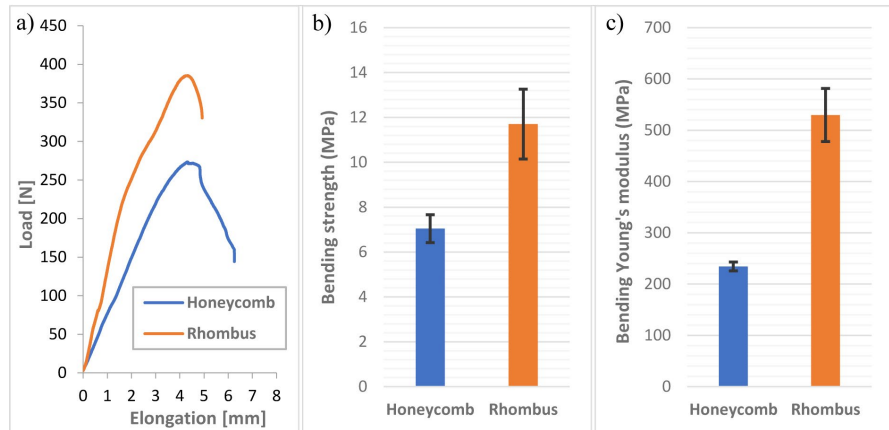 a)
450
400
350
300
250
200
150
100
50
0
Load [N]
0 1 2 3 4 5 6 7 8
Elongation [mm]
Honeycomb
Rhombus
b)
16
14
12
10
8
6
4
2
0
Bending strength (MPa)
Honeycomb Rhombus
c)
700
600
500
400
300
200
100
0
Bending Young's modulus (MPa)
Honeycomb Rhombus